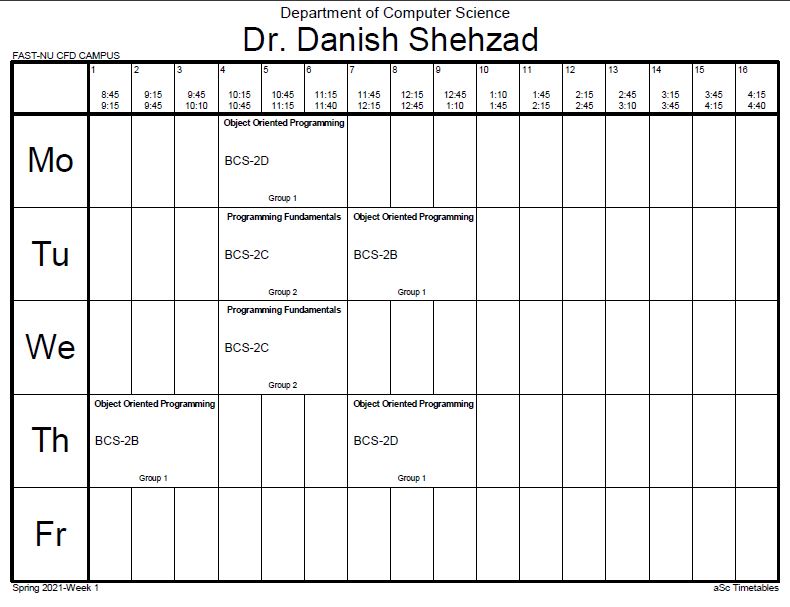 Department of Computer Science
Dr. Danish Shehzad
FAST-NU CFD CAMPUS
1 2 3 4 5 6 7 8 9 10 11 12 13 14 15 16
8:45 9:15 9:45 10:15 10:45 11:15 11:45 12:15 12:45 1:10 1:45 2:15 2:45 3:15 3:45 4:15
9:15 9:45 10:10 10:45 11:15 11:40 12:15 12:45 1:10 1:45 2:15 2:45 3:10 3:45 4:15 4:40
Object Oriented Programming
Mo BCS-2D
Group 1
Programming Fundamentals Object Oriented Programming
Tu BCS-2C BCS-2B
Group 2 Group 1
Programming Fundamentals
We BCS-2C
Group 2
Object Oriented Programming Object Oriented Programming
Th BCS-2B BCS-2D
Group 1 Group 1
Fr
Spring 2021-Week 1 aSc Timetables